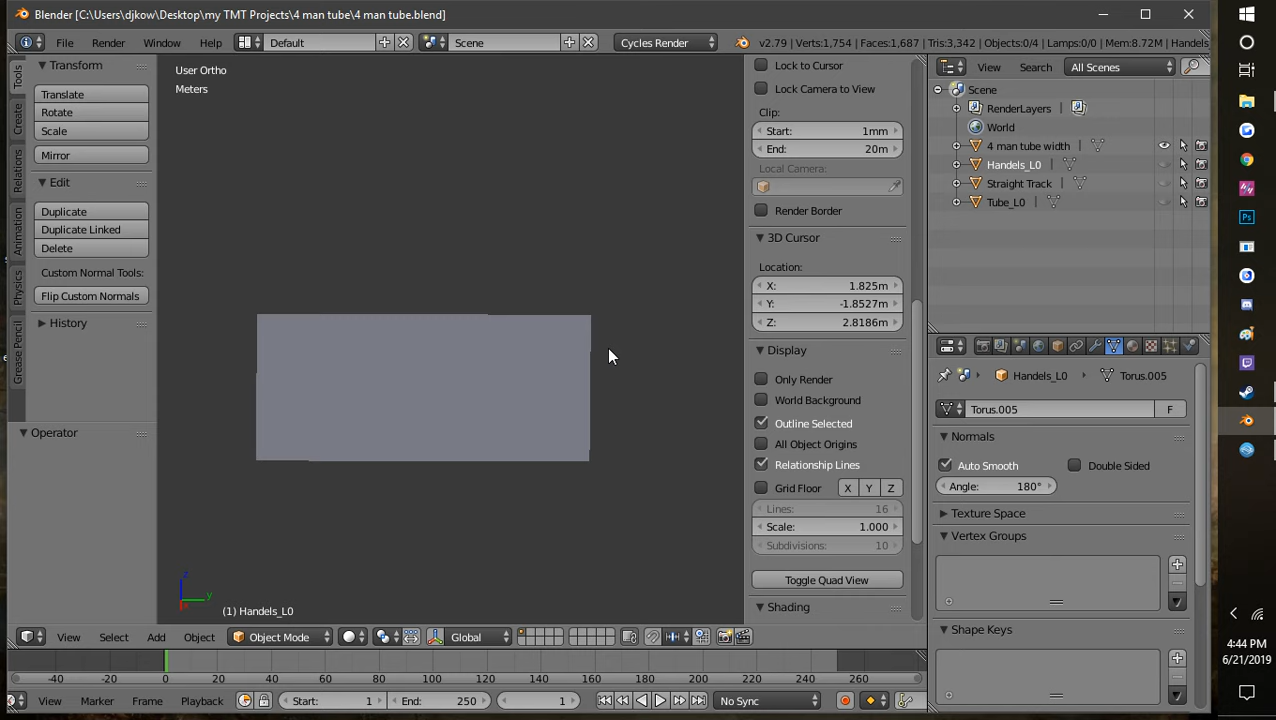 Blender [C:\Users\djkow\Desktop\my TMT Projects\4 man tube\4 man tube.blend]
File Render Window Help Default Scene Cycles Render v2.79 | Verts:1,754 | Faces:1,687 | Tris:3,342 | Objects:0/4 | Lamps:0/0 | Mem:8.72M | Handels
Tools
Create
Relations
Animation
Physics
Grease Pencil
Transform
Translate
Rotate
Scale
Mirror
Edit
Duplicate
Duplicate Linked
Delete
Custom Normal Tools:
Flip Custom Normals
History
Operator
User Ortho
Meters
z
y
x
(1) Handels_L0
Lock to Cursor
Lock Camera to View
Clip:
Start: 1mm
End: 20m
Local Camera:
Render Border
3D Cursor
Location:
X: 1.825m
Y: -1.8527m
Z: 2.8186m
Display
Only Render
World Background
Outline Selected
All Object Origins
Relationship Lines
Grid Floor X Y Z
Lines: 16
Scale: 1.000
Subdivisions: 10
Toggle Quad View
Shading
View Search All Scenes
Scene
RenderLayers
World
4 man tube width
Handels_L0
Straight Track
Tube_L0
Handels_L0 Torus.005
Torus.005 F
Normals
Auto Smooth Double Sided
Angle: 180°
Texture Space
Vertex Groups
Shape Keys
View Select Add Object Object Mode Global
-40 -20 0 20 40 60 80 100 120 140 160 180 200 220 240 260
View Marker Frame Playback Start: 1 End: 250 1 No Sync
Ps
4:44 PM
6/21/2019